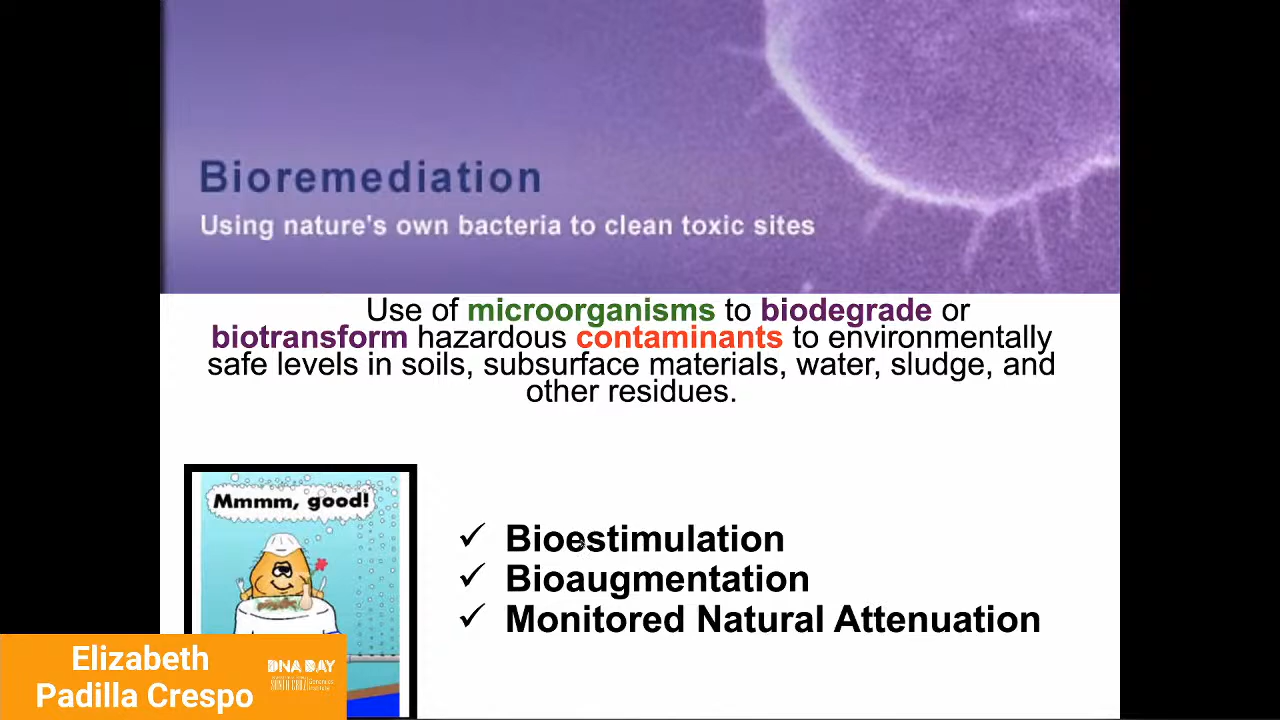 Bioremediation
Using nature's own bacteria to clean toxic sites
Use of microorganisms to biodegrade or
biotransform hazardous contaminants to environmentally
safe levels in soils, subsurface materials, water, sludge, and
other residues.
Mmmm, good!
✓ Bioestimulation
✓ Bioaugmentation
✓ Monitored Natural Attenuation
Elizabeth
Padilla Crespo
DNA DAY